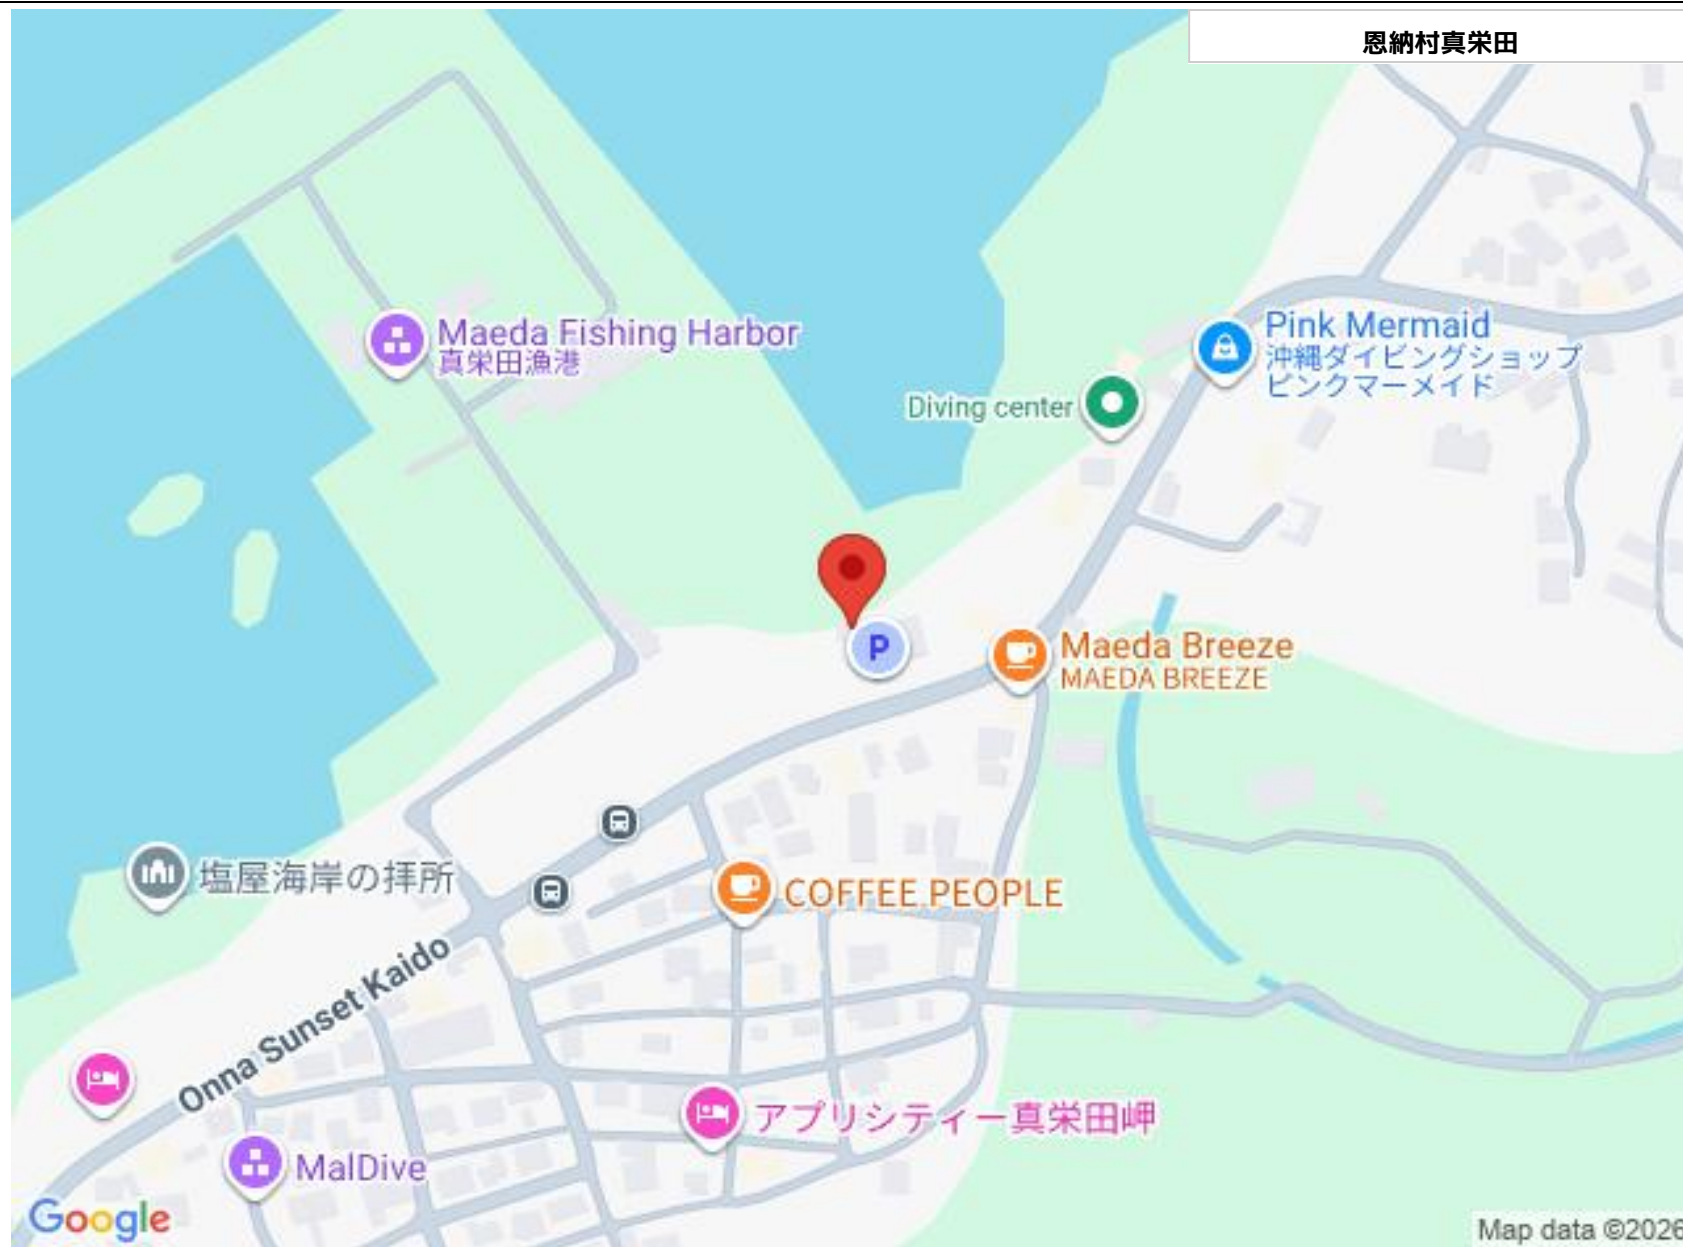 恩納村真栄田
Maeda Fishing Harbor
真栄田漁港
Pink Mermaid
沖縄ダイビングショップ
ピンクマーメイド
Diving center
P
Maeda Breeze
MAEDA BREEZE
塩屋海岸の拝所
COFFEE PEOPLE
Onna Sunset Kaido
アプリシティー真栄田岬
MalDive
Google
Map data ©2026